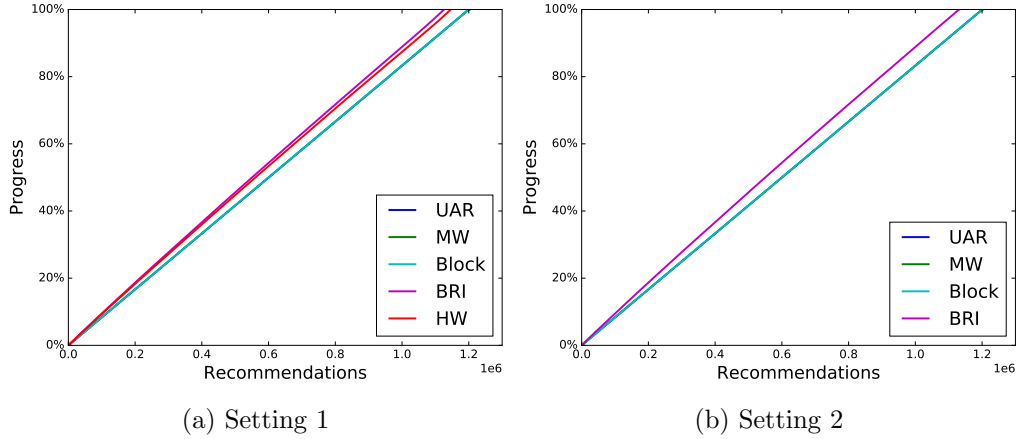 100%
80%
60%
40%
20%
0%
Progress
0.0
0.2
0.4
0.6
0.8
1.0
1.2
1e6
Recommendations
UAR
MW
Block
BRI
HW
(a) Setting 1
100%
80%
60%
40%
20%
0%
Progress
0.0
0.2
0.4
0.6
0.8
1.0
1.2
1e6
Recommendations
UAR
MW
Block
BRI
(b) Setting 2